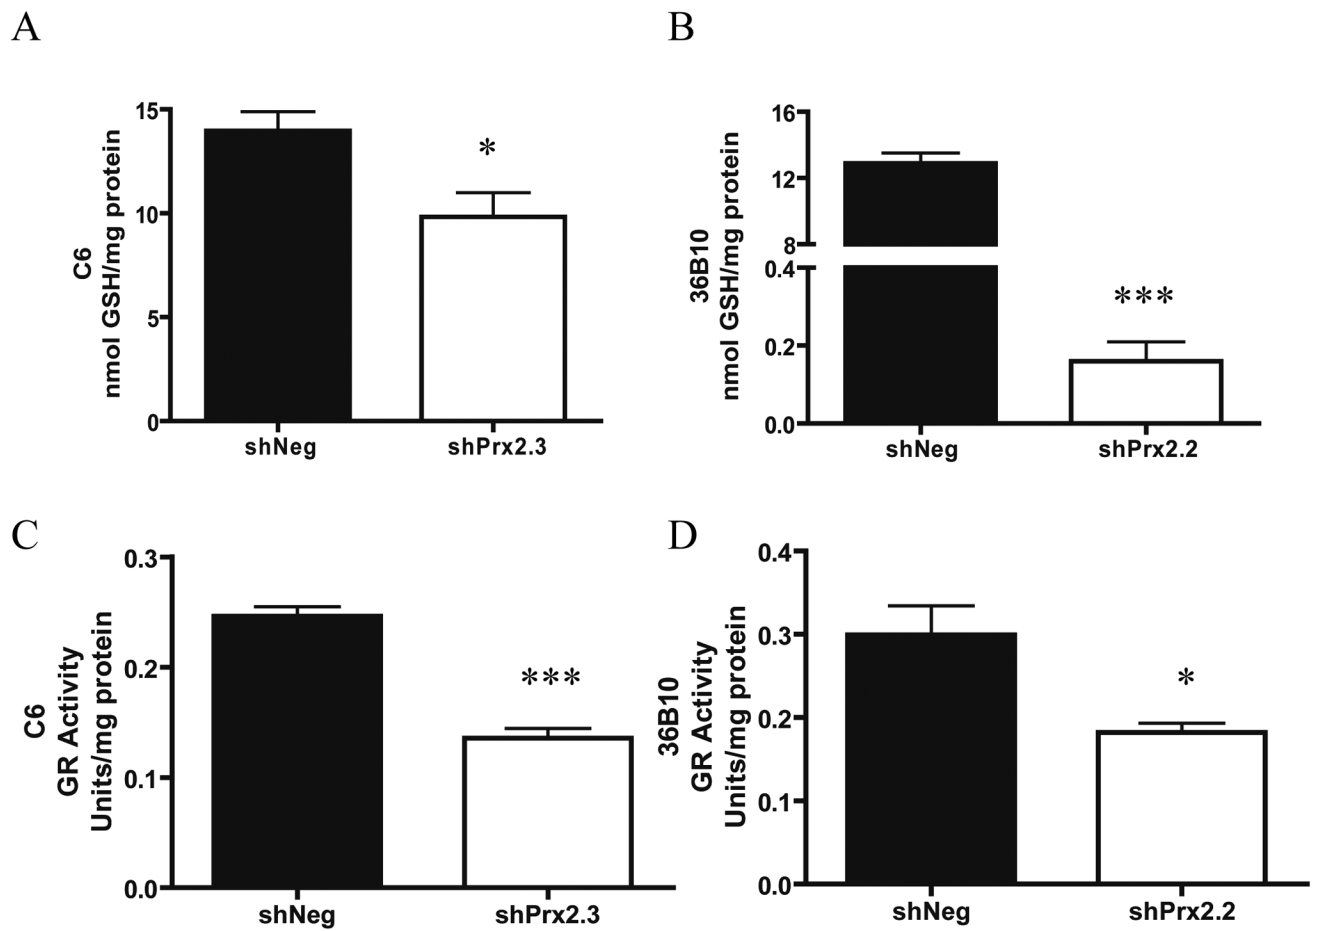 A
C6
nmol GSH/mg protein
15
10
5
0
*
shNeg
shPrx2.3
B
36B10
nmol GSH/mg protein
16
12
8
0.4
0.2
0.0
***
shNeg
shPrx2.2
C
C6
GR Activity
Units/mg protein
0.3
0.2
0.1
0.0
***
shNeg
shPrx2.3
D
36B10
GR Activity
Units/mg protein
0.4
0.3
0.2
0.1
0.0
*
shNeg
shPrx2.2